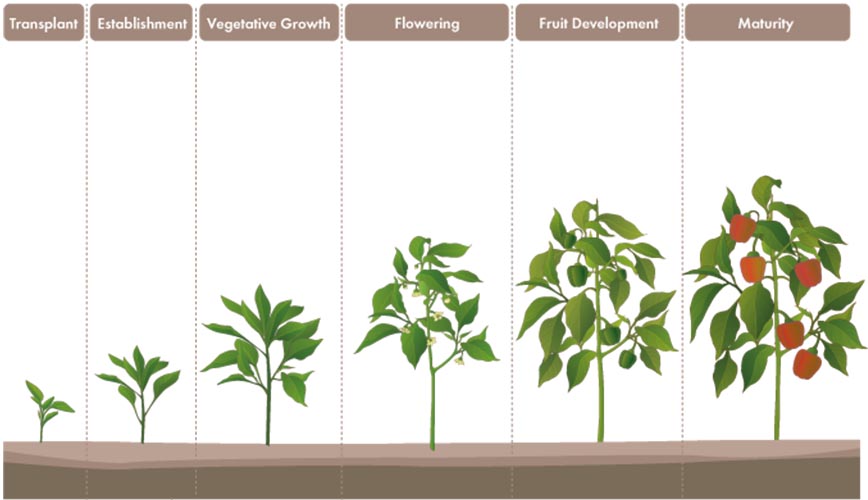 Transplant
Establishment
Vegetative Growth
Flowering
Fruit Development
Maturity